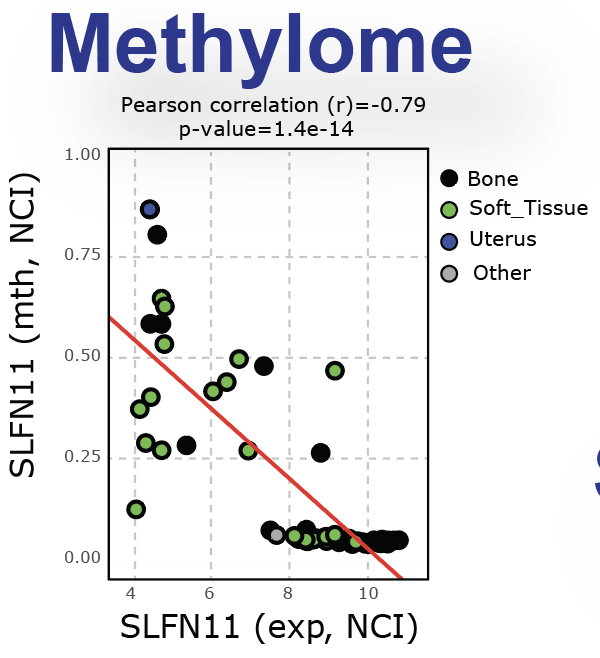 Methylome
Pearson correlation (r)=-0.79
p-value=1.4e-14
1.00
0.75
0.50
0.25
0.00
4 6 8 10
SLFN11 (mth, NCI)
SLFN11 (exp, NCI)
Bone
Soft_Tissue
Uterus
Other